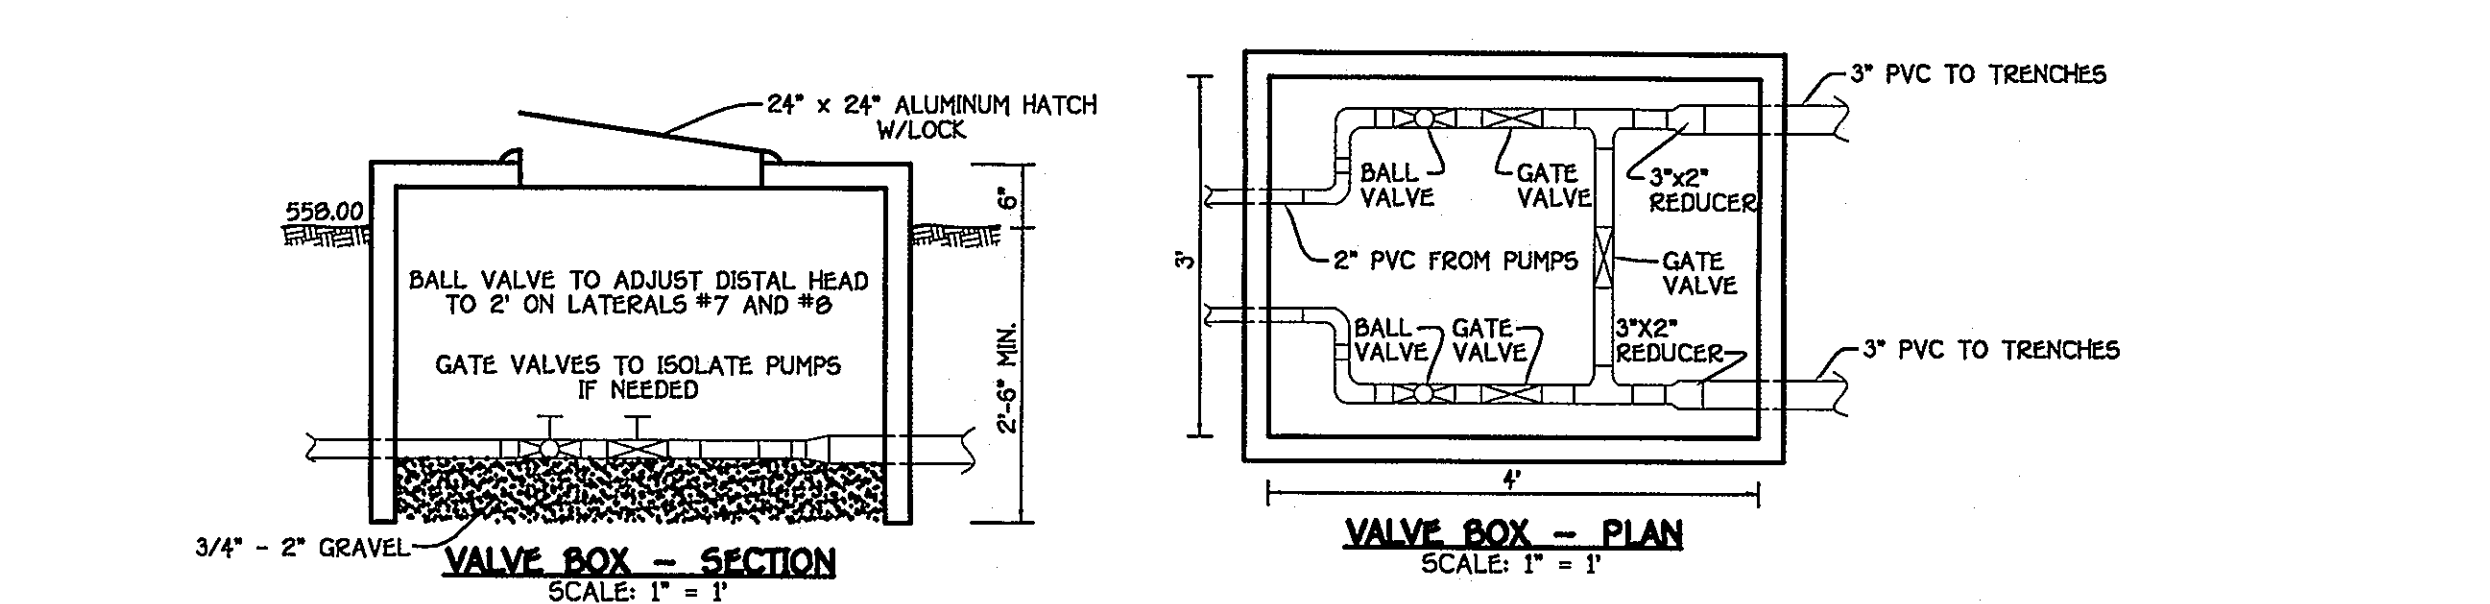 24" x 24" ALUMINUM HATCH
W/LOCK
558.00
6"
BALL VALVE TO ADJUST DISTAL HEAD
TO 2' ON LATERALS #7 AND #8
GATE VALVES TO ISOLATE PUMPS
IF NEEDED
2'-6" MIN.
3/4" - 2" GRAVEL
VALVE BOX - SECTION
SCALE: 1" = 1'
3" PVC TO TRENCHES
BALL
VALVE
GATE
VALVE
3"x2"
REDUCER
2" PVC FROM PUMPS
GATE
VALVE
3'
BALL
VALVE
GATE
VALVE
3"X2"
REDUCER
3" PVC TO TRENCHES
4'
VALVE BOX - PLAN
SCALE: 1" = 1'